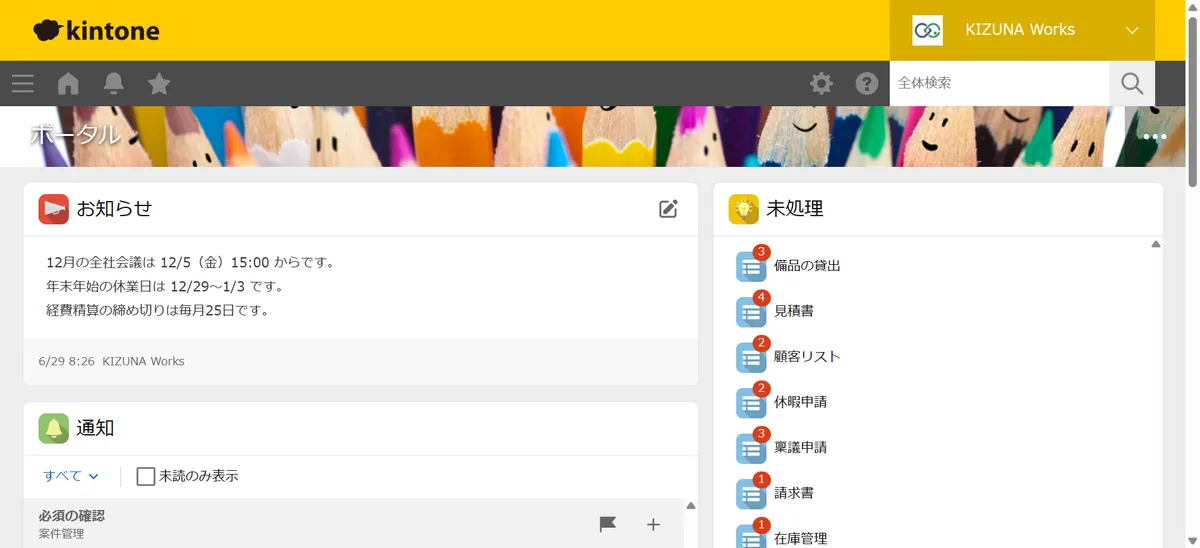 kintone
KIZUNA Works
全体検索
ポータル
お知らせ
12月の全社会議は 12/5（金）15:00 からです。
年末年始の休業日は 12/29～1/3 です。
経費精算の締め切りは毎月25日です。
6/29 8:26 KIZUNA Works
通知
すべて
未読のみ表示
必須の確認
案件管理
未処理
3
備品の貸出
4
見積書
2
顧客リスト
2
休暇申請
3
稟議申請
1
請求書
1
在庫管理